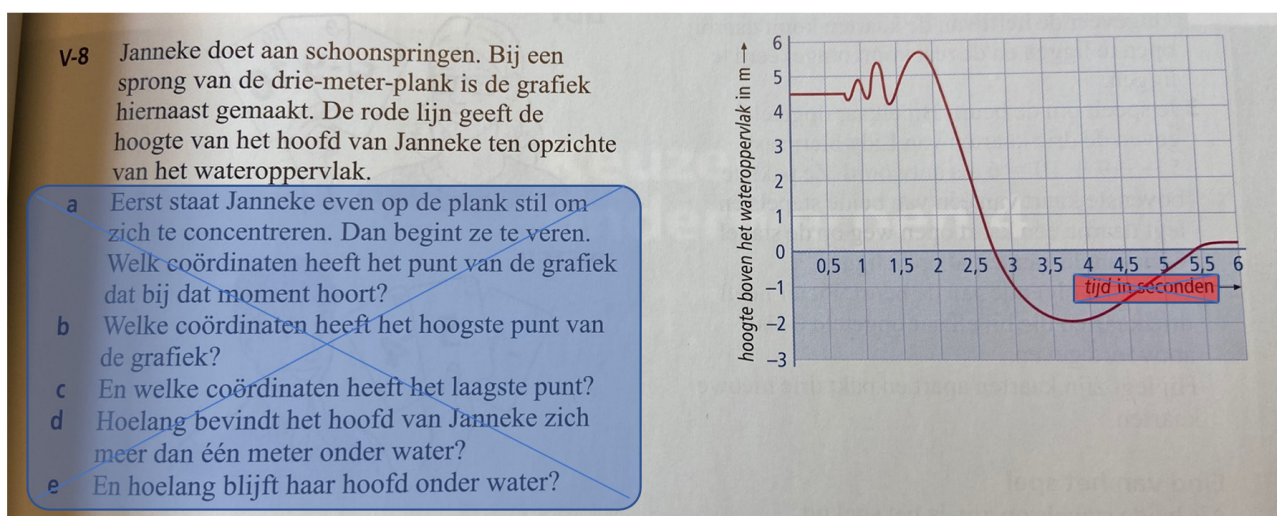 V-8 Janneke doet aan schoonspringen. Bij een
sprong van de drie-meter-plank is de grafiek
hiernaast gemaakt. De rode lijn geeft de
hoogte van het hoofd van Janneke ten opzichte
van het wateroppervlak.
a Eerst staat Janneke even op de plank stil om
zich te concentreren. Dan begint ze te veren.
Welk coördinaten heeft het punt van de grafiek
dat bij dat moment hoort?
b Welke coördinaten heeft het hoogste punt van
de grafiek?
c En welke coördinaten heeft het laagste punt?
d Hoelang bevindt het hoofd van Janneke zich
meer dan één meter onder water?
e En hoelang blijft haar hoofd onder water?
hoogte boven het wateroppervlak in m
6
5
4
3
2
1
0
−1
−2
−3
0,5 1 1,5 2 2,5 3 3,5 4 4,5 5 5,5 6
tijd in seconden